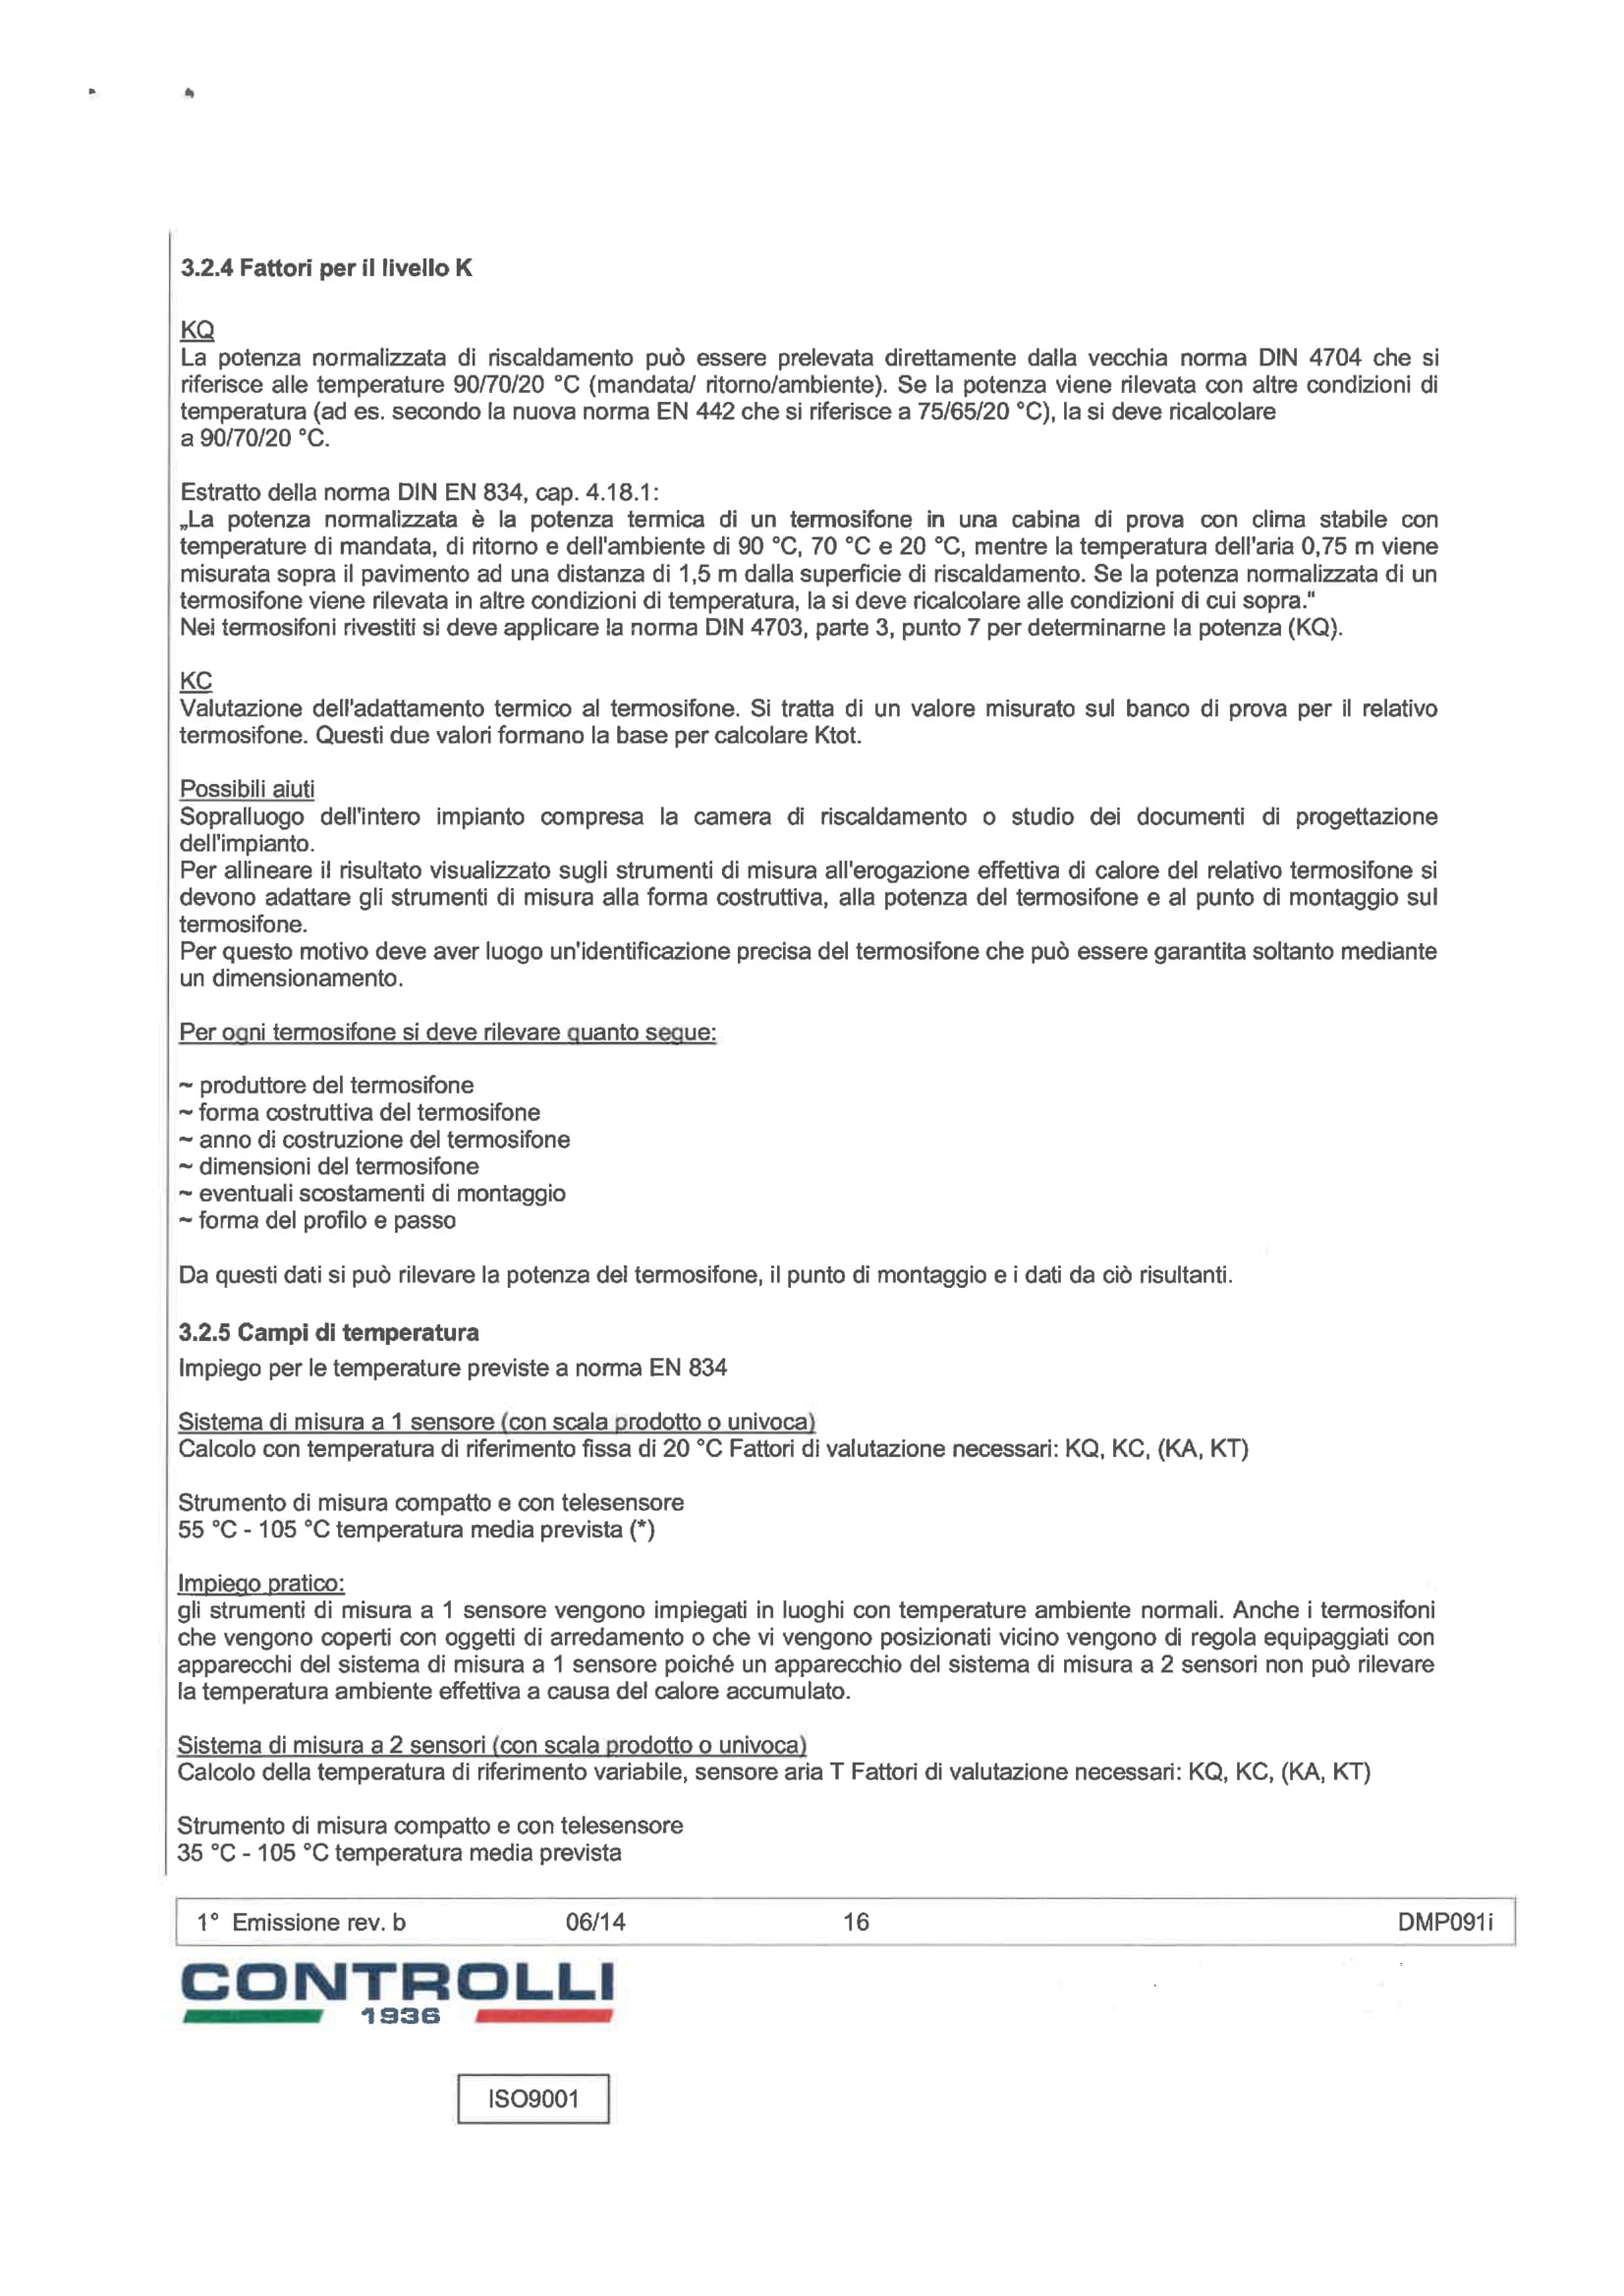 3.2.4 Fattori per il livello K
KQ
La potenza normalizzata di riscaldamento può essere prelevata direttamente dalla vecchia norma DIN 4704 che si
riferisce alle temperature 90/70/20 °C (mandata/ ritorno/ambiente). Se la potenza viene rilevata con altre condizioni di
temperatura (ad es. secondo la nuova norma EN 442 che si riferisce a 75/65/20 °C), la si deve ricalcolare
a 90/70/20 °C.
Estratto della norma DIN EN 834, cap. 4.18.1:
„La potenza normalizzata è la potenza termica di un termosifone in una cabina di prova con clima stabile con
temperature di mandata, di ritorno e dell'ambiente di 90 °C, 70 °C e 20 °C, mentre la temperatura dell'aria 0,75 m viene
misurata sopra il pavimento ad una distanza di 1,5 m dalla superficie di riscaldamento. Se la potenza normalizzata di un
termosifone viene rilevata in altre condizioni di temperatura, la si deve ricalcolare alle condizioni di cui sopra."
Nei termosifoni rivestiti si deve applicare la norma DIN 4703, parte 3, punto 7 per determinarne la potenza (KQ).
KC
Valutazione dell'adattamento termico al termosifone. Si tratta di un valore misurato sul banco di prova per il relativo
termosifone. Questi due valori formano la base per calcolare Ktot.
Possibili aiuti
Sopralluogo dell'intero impianto compresa la camera di riscaldamento o studio dei documenti di progettazione
dell'impianto.
Per allineare il risultato visualizzato sugli strumenti di misura all'erogazione effettiva di calore del relativo termosifone si
devono adattare gli strumenti di misura alla forma costruttiva, alla potenza del termosifone e al punto di montaggio sul
termosifone.
Per questo motivo deve aver luogo un'identificazione precisa del termosifone che può essere garantita soltanto mediante
un dimensionamento.
Per ogni termosifone si deve rilevare quanto segue:
~ produttore del termosifone
~ forma costruttiva del termosifone
~ anno di costruzione del termosifone
~ dimensioni del termosifone
~ eventuali scostamenti di montaggio
~ forma del profilo e passo
Da questi dati si può rilevare la potenza del termosifone, il punto di montaggio e i dati da ciò risultanti.
3.2.5 Campi di temperatura
Impiego per le temperature previste a norma EN 834
Sistema di misura a 1 sensore (con scala prodotto o univoca)
Calcolo con temperatura di riferimento fissa di 20 °C Fattori di valutazione necessari: KQ, KC, (KA, KT)
Strumento di misura compatto e con telesensore
55 °C - 105 °C temperatura media prevista (*)
Impiego pratico:
gli strumenti di misura a 1 sensore vengono impiegati in luoghi con temperature ambiente normali. Anche i termosifoni
che vengono coperti con oggetti di arredamento o che vi vengono posizionati vicino vengono di regola equipaggiati con
apparecchi del sistema di misura a 1 sensore poiché un apparecchio del sistema di misura a 2 sensori non può rilevare
la temperatura ambiente effettiva a causa del calore accumulato.
Sistema di misura a 2 sensori (con scala prodotto o univoca)
Calcolo della temperatura di riferimento variabile, sensore aria T Fattori di valutazione necessari: KQ, KC, (KA, KT)
Strumento di misura compatto e con telesensore
35 °C - 105 °C temperatura media prevista
1° Emissione rev. b 06/14 16 DMP091i
CONTROLLI
1936
ISO9001